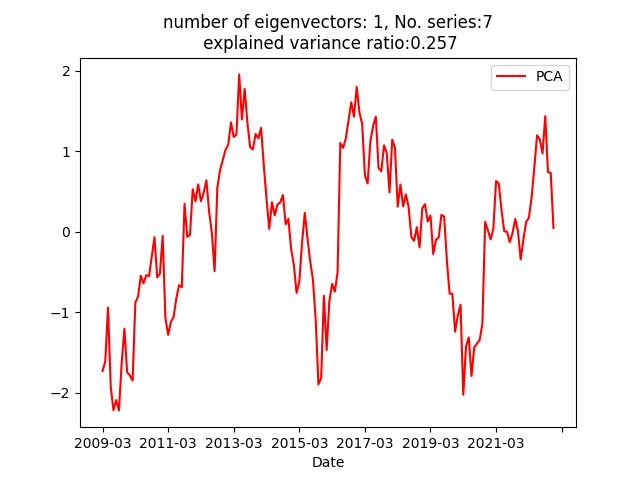 number of eigenvectors: 1, No. series:7
explained variance ratio:0.257
PCA
2
1
0
−1
−2
2009-03 2011-03 2013-03 2015-03 2017-03 2019-03 2021-03
Date